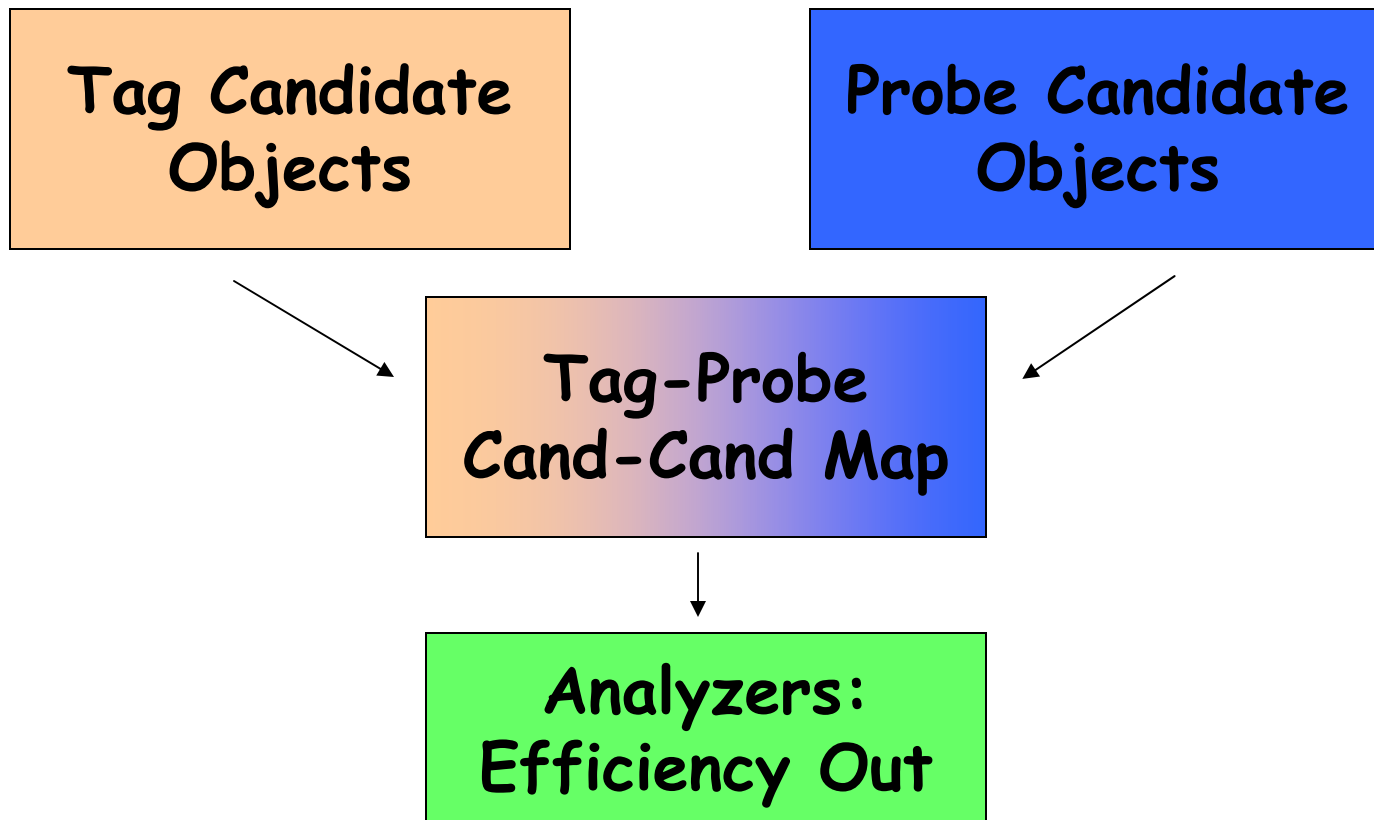 Tag Candidate
Objects
Probe Candidate
Objects
Tag-Probe
Cand-Cand Map
Analyzers:
Efficiency Out